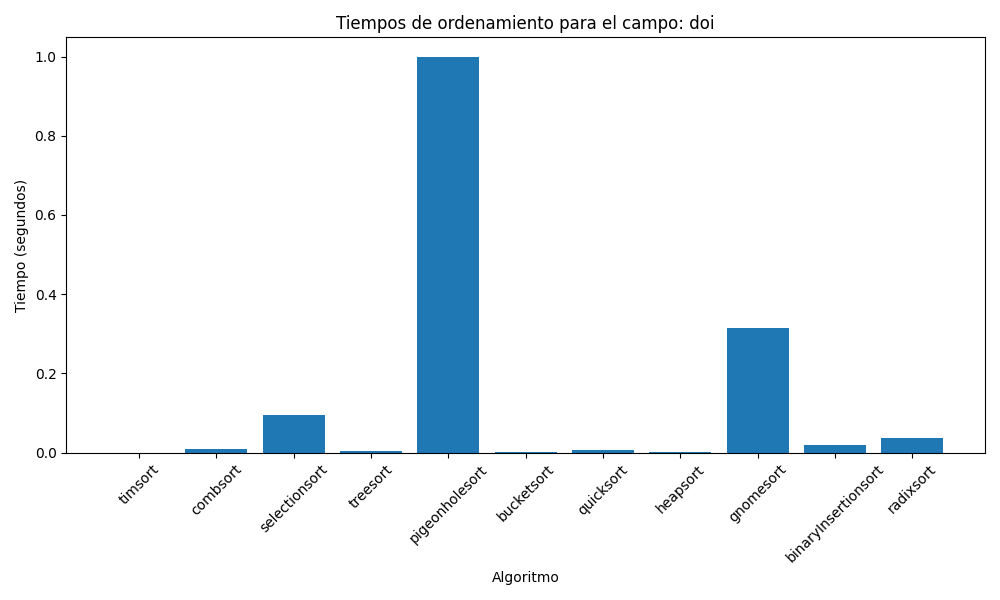 Tiempos de ordenamiento para el campo: doi
Tiempo (segundos)
1.0
0.8
0.6
0.4
0.2
0.0
timsort
combsort
selectionsort
treesort
pigeonholesort
bucketsort
quicksort
heapsort
gnomesort
binaryInsertionsort
radixsort
Algoritmo